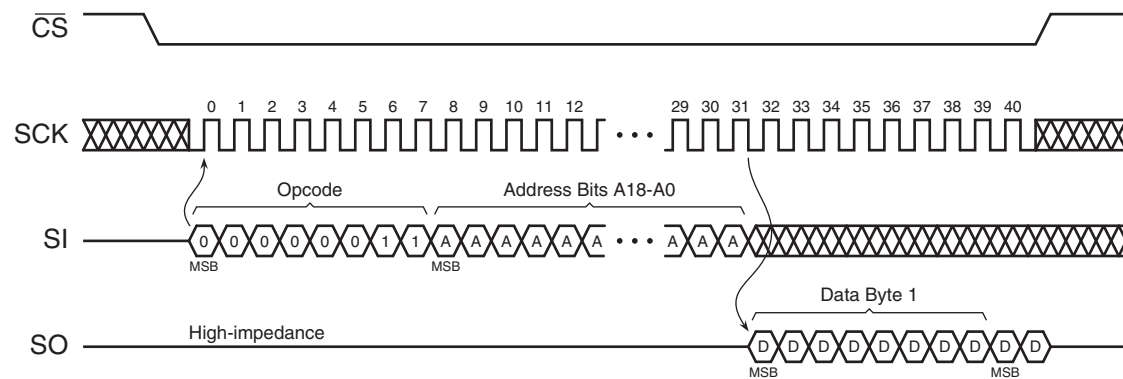 CS
0 1 2 3 4 5 6 7 8 9 10 11 12 29 30 31 32 33 34 35 36 37 38 39 40
SCK
Opcode Address Bits A18-A0
SI 0 0 0 0 0 0 1 1 A A A A A A A A A
MSB MSB
Data Byte 1
High-impedance
SO D D D D D D D D D D
MSB MSB